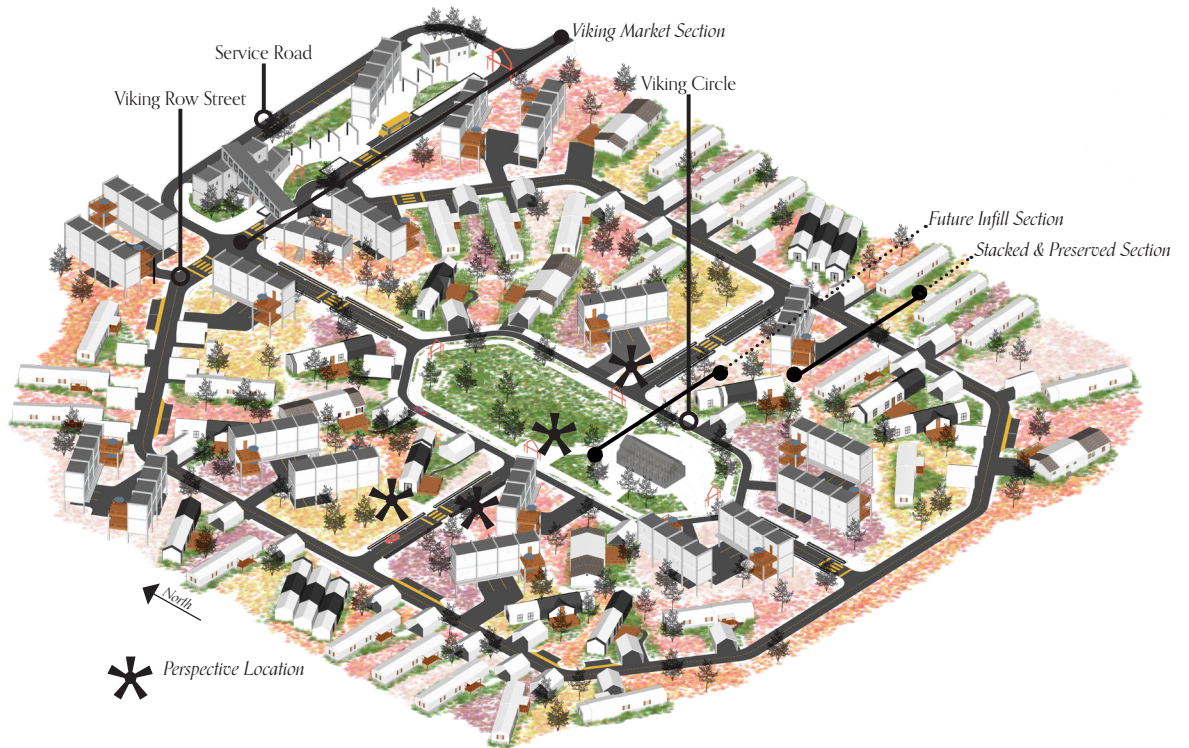 Viking Market Section
Service Road
Viking Circle
Viking Row Street
Future Infill Section
Stacked & Preserved Section
North
Perspective Location